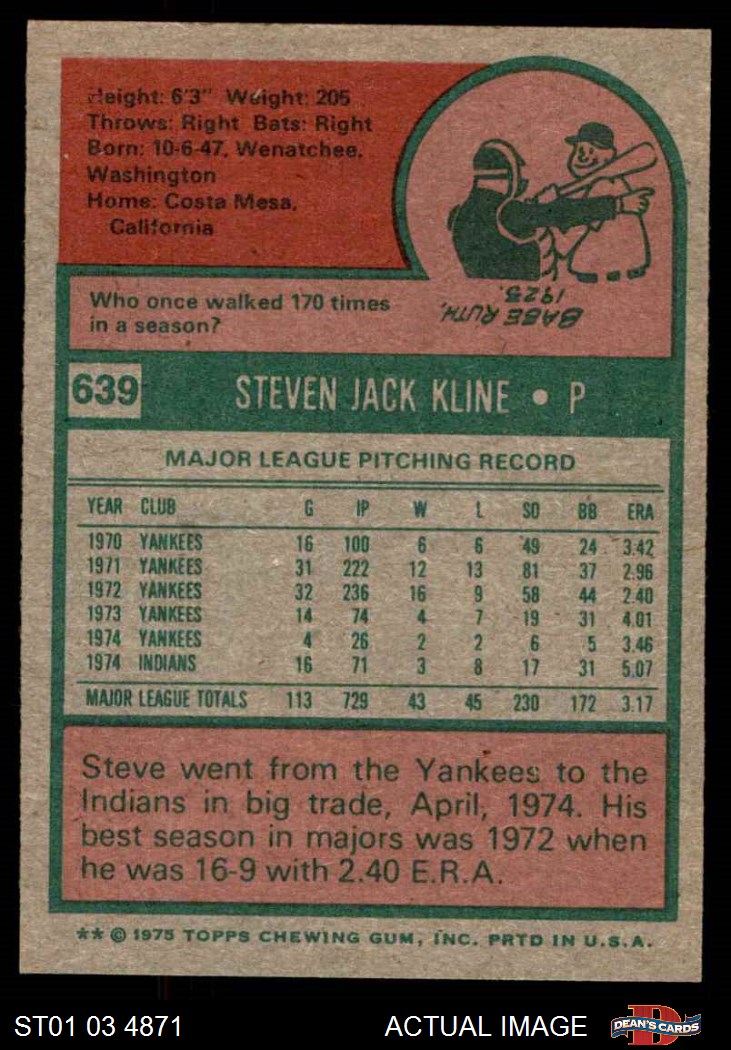 Height: 6'3" Weight: 205
Throws: Right Bats: Right
Born: 10-6-47, Wenatchee,
Washington
Home: Costa Mesa,
California
Who once walked 170 times
in a season?
BABE RUTH,
1925.
639 STEVEN JACK KLINE • P
MAJOR LEAGUE PITCHING RECORD
YEAR CLUB G IP W L SO BB ERA
1970 YANKEES 16 100 6 6 49 24 3.42
1971 YANKEES 31 222 12 13 81 37 2.96
1972 YANKEES 32 236 16 9 58 44 2.40
1973 YANKEES 14 74 4 7 19 31 4.01
1974 YANKEES 4 26 2 2 6 5 3.46
1974 INDIANS 16 71 3 8 17 31 5.07
MAJOR LEAGUE TOTALS 113 729 43 45 230 172 3.17
Steve went from the Yankees to the
Indians in big trade, April, 1974. His
best season in majors was 1972 when
he was 16-9 with 2.40 E.R.A.
** © 1975 TOPPS CHEWING GUM, INC. PRTD IN U.S.A.
ST01 03 4871 ACTUAL IMAGE D DEAN'S CARDS